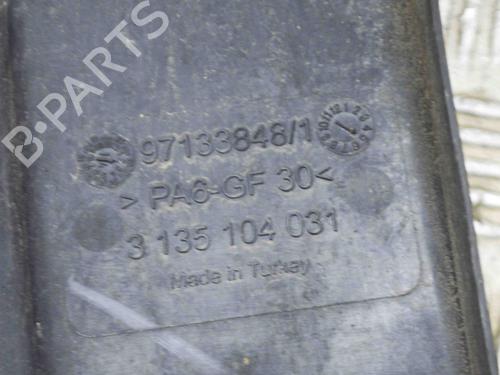 B-PARTS
97133848/1
> PA6-GF 30<
3 135 104 031
Made in Turkey